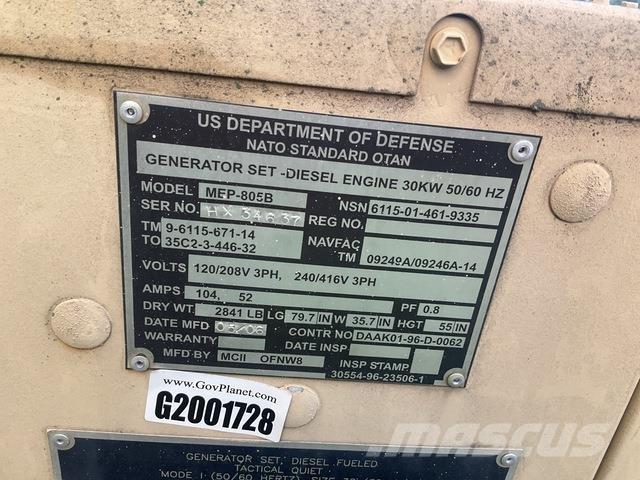 US DEPARTMENT OF DEFENSE
NATO STANDARD OTAN
GENERATOR SET -DIESEL ENGINE 30KW 50/60 HZ
MODEL MEP-805B NSN 6115-01-461-9335
SER NO. HX 34637 REG NO.
TM 9-6115-671-14
TO 35C2-3-446-32 NAVFAC TM 09249A/09246A-14
VOLTS 120/208V 3PH, 240/416V 3PH
AMPS 104, 52 PF 0.8
DRY WT. 2841 LB LG 79.7 IN W 35.7 IN HGT 55 IN
DATE MFD 05/06 CONTR NO DAAK01-96-D-0062
WARRANTY DATE INSP INSP STAMP
MFD BY MCII OFNW8 30554-96-23506-1
www.GovPlanet.com
G2001728
GENERATOR SET, DIESEL FUELED
TACTICAL QUIET
MODE I (50/60 HERTZ)
MASCUS